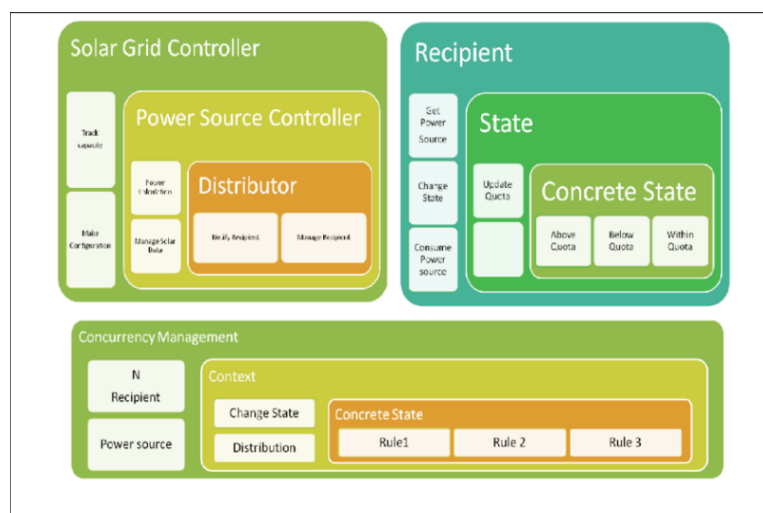 Solar Grid Controller
Track
capacity
Make
Configuration
Power Source Controller
Power
Calculation
Manage Solar
Data
Distributor
Notify Recipient
Manage Recipient
Recipient
Get
Power
Source
Change
State
Consume
Power
source
State
Update
Quota
Concrete State
Above
Quota
Below
Quota
Within
Quota
Concurrency Management
N
Recipient
Power source
Context
Change State
Distribution
Concrete State
Rule1
Rule 2
Rule 3